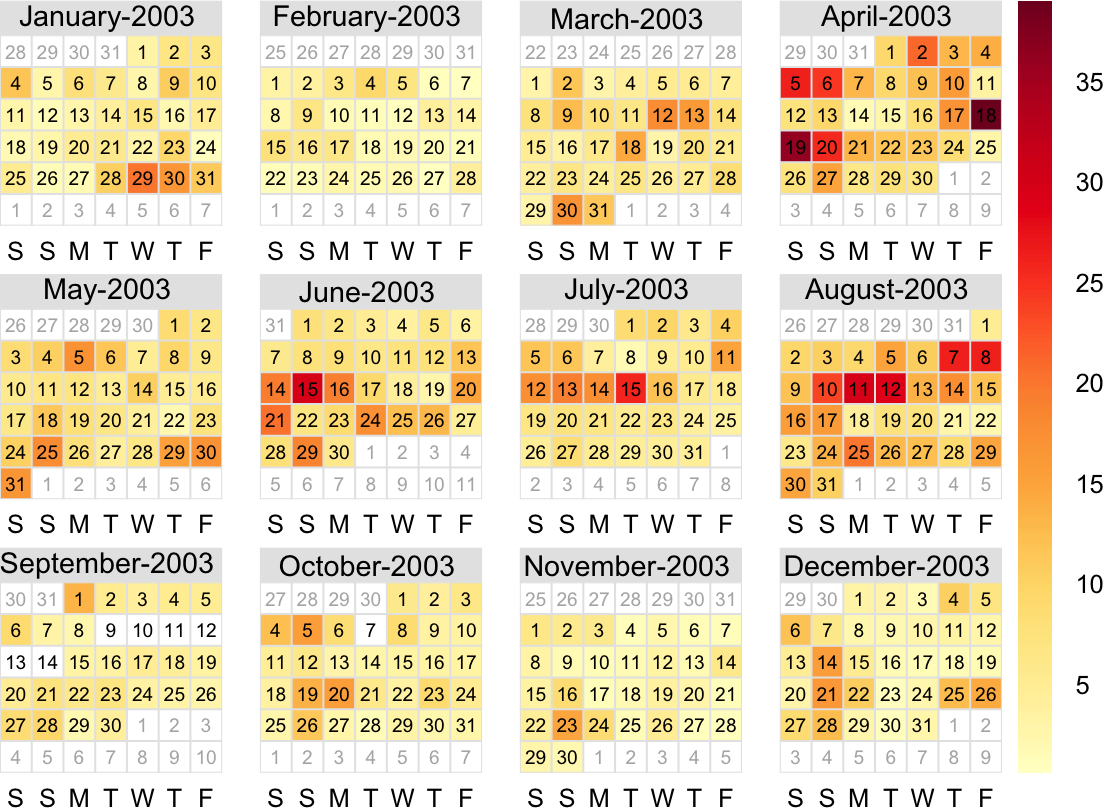 January-2003
28 29 30 31 1 2 3
4 5 6 7 8 9 10
11 12 13 14 15 16 17
18 19 20 21 22 23 24
25 26 27 28 29 30 31
1 2 3 4 5 6 7
S S M T W T F
February-2003
25 26 27 28 29 30 31
1 2 3 4 5 6 7
8 9 10 11 12 13 14
15 16 17 18 19 20 21
22 23 24 25 26 27 28
1 2 3 4 5 6 7
S S M T W T F
March-2003
22 23 24 25 26 27 28
1 2 3 4 5 6 7
8 9 10 11 12 13 14
15 16 17 18 19 20 21
22 23 24 25 26 27 28
29 30 31 1 2 3 4
S S M T W T F
April-2003
29 30 31 1 2 3 4
5 6 7 8 9 10 11
12 13 14 15 16 17 18
19 20 21 22 23 24 25
26 27 28 29 30 1 2
3 4 5 6 7 8 9
S S M T W T F
May-2003
26 27 28 29 30 1 2
3 4 5 6 7 8 9
10 11 12 13 14 15 16
17 18 19 20 21 22 23
24 25 26 27 28 29 30
31 1 2 3 4 5 6
S S M T W T F
June-2003
31 1 2 3 4 5 6
7 8 9 10 11 12 13
14 15 16 17 18 19 20
21 22 23 24 25 26 27
28 29 30 1 2 3 4
5 6 7 8 9 10 11
S S M T W T F
July-2003
28 29 30 1 2 3 4
5 6 7 8 9 10 11
12 13 14 15 16 17 18
19 20 21 22 23 24 25
26 27 28 29 30 31 1
2 3 4 5 6 7 8
S S M T W T F
August-2003
26 27 28 29 30 31 1
2 3 4 5 6 7 8
9 10 11 12 13 14 15
16 17 18 19 20 21 22
23 24 25 26 27 28 29
30 31 1 2 3 4 5
S S M T W T F
September-2003
30 31 1 2 3 4 5
6 7 8 9 10 11 12
13 14 15 16 17 18 19
20 21 22 23 24 25 26
27 28 29 30 1 2 3
4 5 6 7 8 9 10
S S M T W T F
October-2003
27 28 29 30 1 2 3
4 5 6 7 8 9 10
11 12 13 14 15 16 17
18 19 20 21 22 23 24
25 26 27 28 29 30 31
1 2 3 4 5 6 7
S S M T W T F
November-2003
25 26 27 28 29 30 31
1 2 3 4 5 6 7
8 9 10 11 12 13 14
15 16 17 18 19 20 21
22 23 24 25 26 27 28
29 30 1 2 3 4 5
S S M T W T F
December-2003
29 30 1 2 3 4 5
6 7 8 9 10 11 12
13 14 15 16 17 18 19
20 21 22 23 24 25 26
27 28 29 30 31 1 2
3 4 5 6 7 8 9
S S M T W T F
35
30
25
20
15
10
5